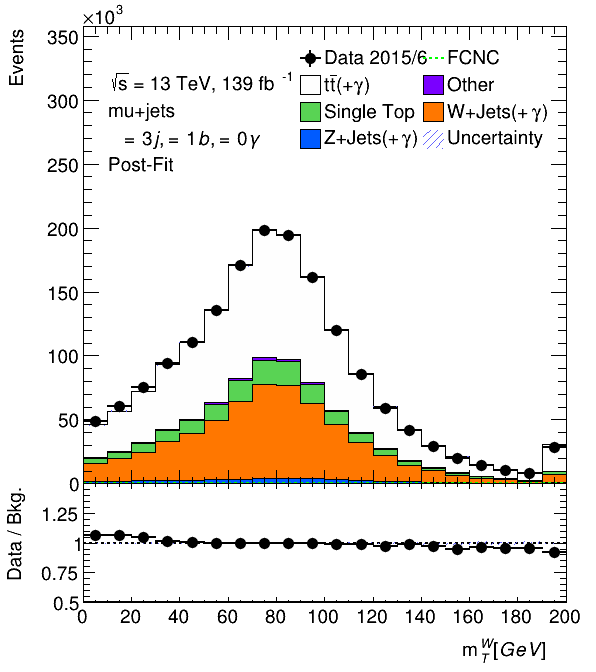 ×10³
Events
350
300
250
200
150
100
50
0
√s = 13 TeV, 139 fb⁻¹
mu+jets
= 3j,= 1b, = 0γ
Post-Fit
Data 2015/6
FCNC
tt̄(+γ)
Other
Single Top
W+Jets(+γ)
Z+Jets(+γ)
Uncertainty
Data / Bkg.
1.25
1
0.75
0.5
0 20 40 60 80 100 120 140 160 180 200
m_T^W[GeV]